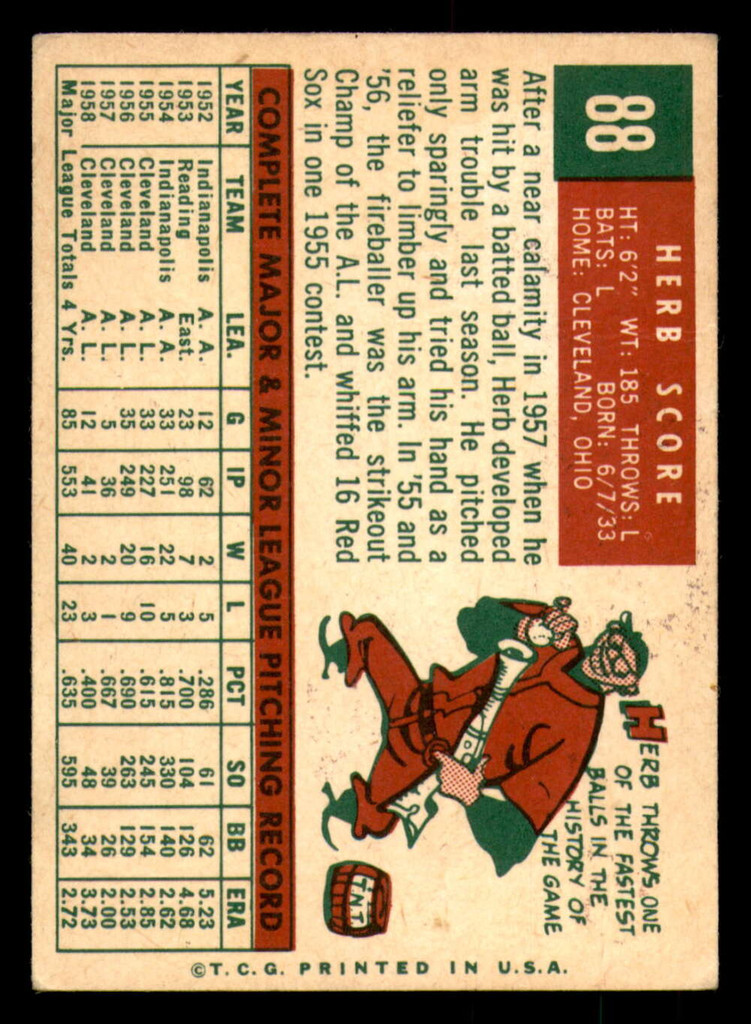 88
HERB SCORE
HT: 6'2" WT: 185 THROWS: L
BATS: L BORN: 6/7/33
HOME: CLEVELAND, OHIO
After a near calamity in 1957 when he
was hit by a batted ball, Herb developed
arm trouble last season. He pitched
only sparingly and tried his hand as a
reliefer to limber up his arm. In '55 and
'56, the fireballer was the strikeout
Champ of the A.L. and whiffed 16 Red
Sox in one 1955 contest.
HERB THROWS ONE
OF THE FASTEST
BALLS IN THE
HISTORY OF
THE GAME
T.N.T.
COMPLETE MAJOR & MINOR LEAGUE PITCHING RECORD
YEAR TEAM LEA. G IP W L PCT SO BB ERA
1952 Indianapolis A. A. 12 62 2 5 .286 61 62 5.23
1953 Reading East. 23 98 7 3 .700 104 126 4.68
1954 Indianapolis A. A. 33 251 22 5 .815 330 140 2.62
1955 Cleveland A. L. 33 227 16 10 .615 245 154 2.85
1956 Cleveland A. L. 35 249 20 9 .690 263 129 2.53
1957 Cleveland A. L. 5 36 2 1 .667 39 26 2.00
1958 Cleveland A. L. 12 41 2 3 .400 48 34 3.73
Major League Totals 4 Yrs. 85 553 40 23 .635 595 343 2.72
© T.C.G. PRINTED IN U.S.A.